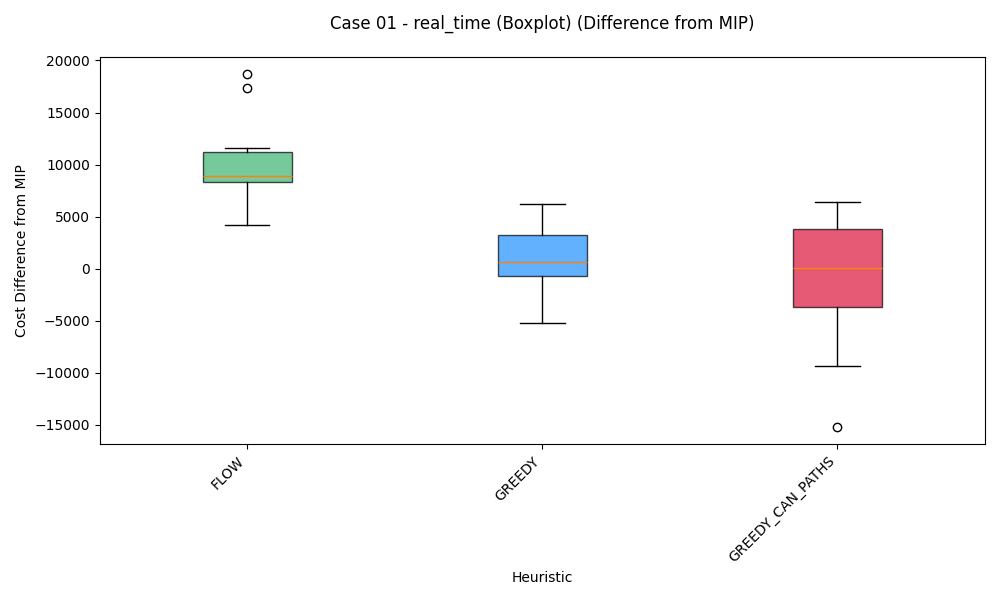 Case 01 - real_time (Boxplot) (Difference from MIP)
20000
15000
10000
5000
0
−5000
−10000
−15000
Cost Difference from MIP
FLOW
GREEDY
GREEDY_CAN_PATHS
Heuristic